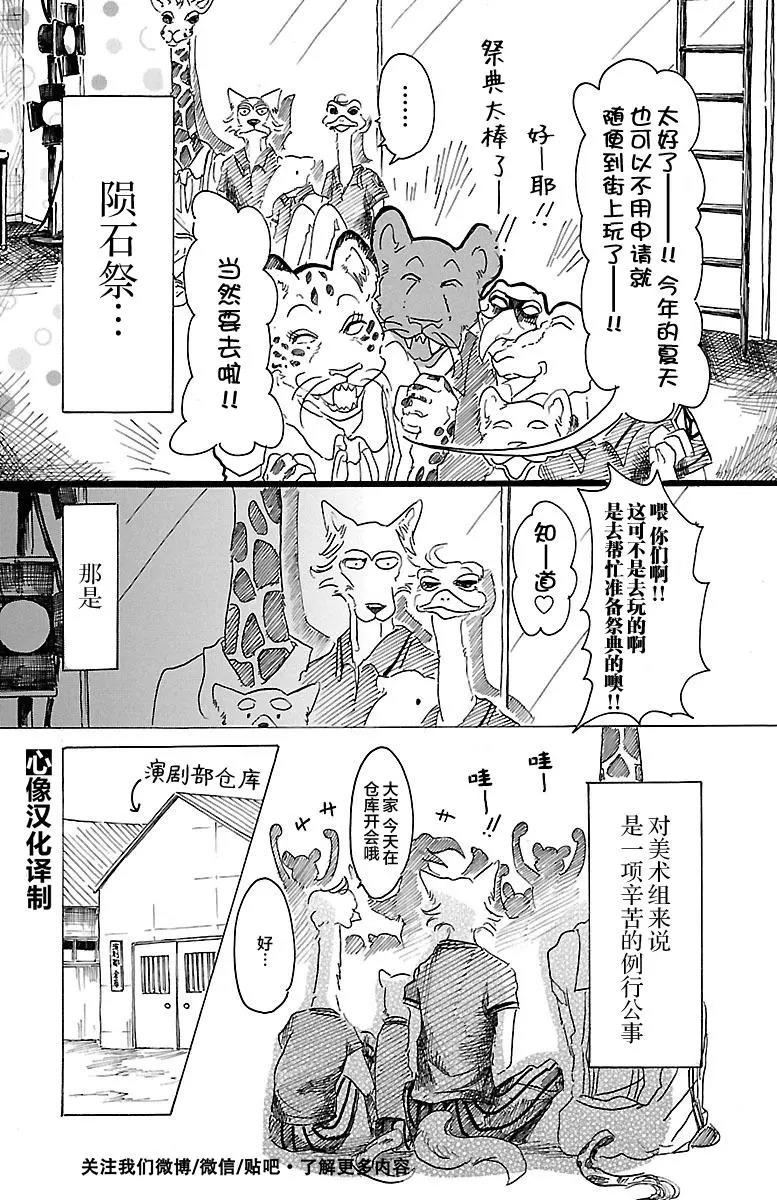 太好了——!! 今年的夏天
也可以不用申请就
随便到街上玩了——!!
好—耶!!
祭典太棒了—
……
当然要去啦!!
陨石祭…
喂 你们啊!!
这可不是去玩的啊
是去帮忙准备祭典的噢!!
知—道♡
那是
对美术组来说
是一项辛苦的例行公事
哇—
哇—
大家 今天在
仓库开会哦
好…
演剧部仓库
心像汉化译制
关注我们微博/微信/贴吧·了解更多内容